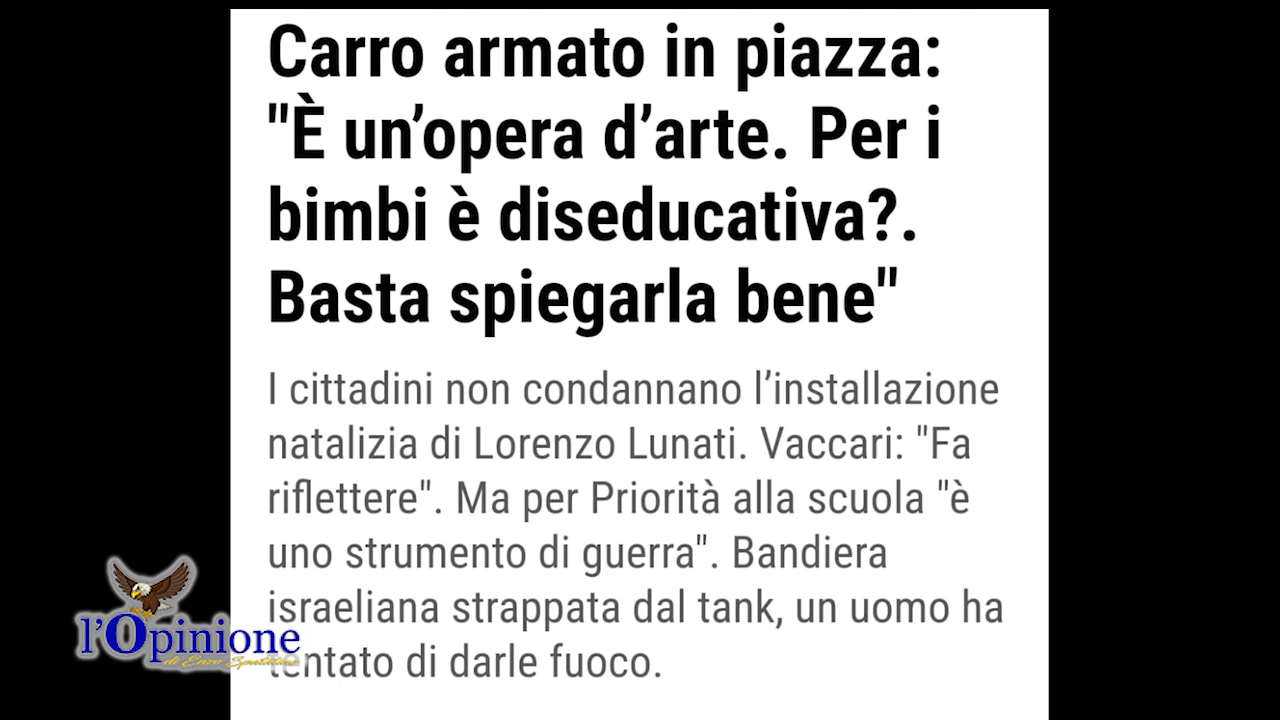 Carro armato in piazza:
"È un’opera d’arte. Per i
bimbi è diseducativa?.
Basta spiegarla bene"
I cittadini non condannano l’installazione
natalizia di Lorenzo Lunati. Vaccari: "Fa
riflettere". Ma per Priorità alla scuola "è
uno strumento di guerra". Bandiera
israeliana strappata dal tank, un uomo ha
tentato di darle fuoco.
l’Opinione
di Enzo